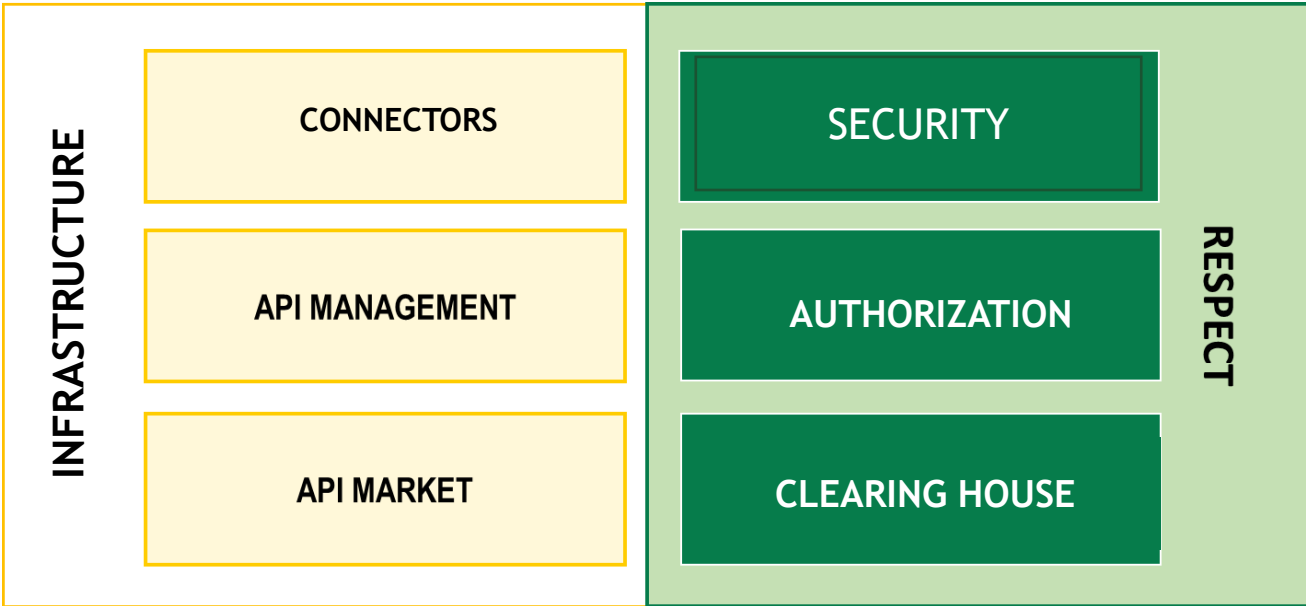 INFRASTRUCTURE
CONNECTORS
API MANAGEMENT
API MARKET
SECURITY
AUTHORIZATION
CLEARING HOUSE
RESPECT